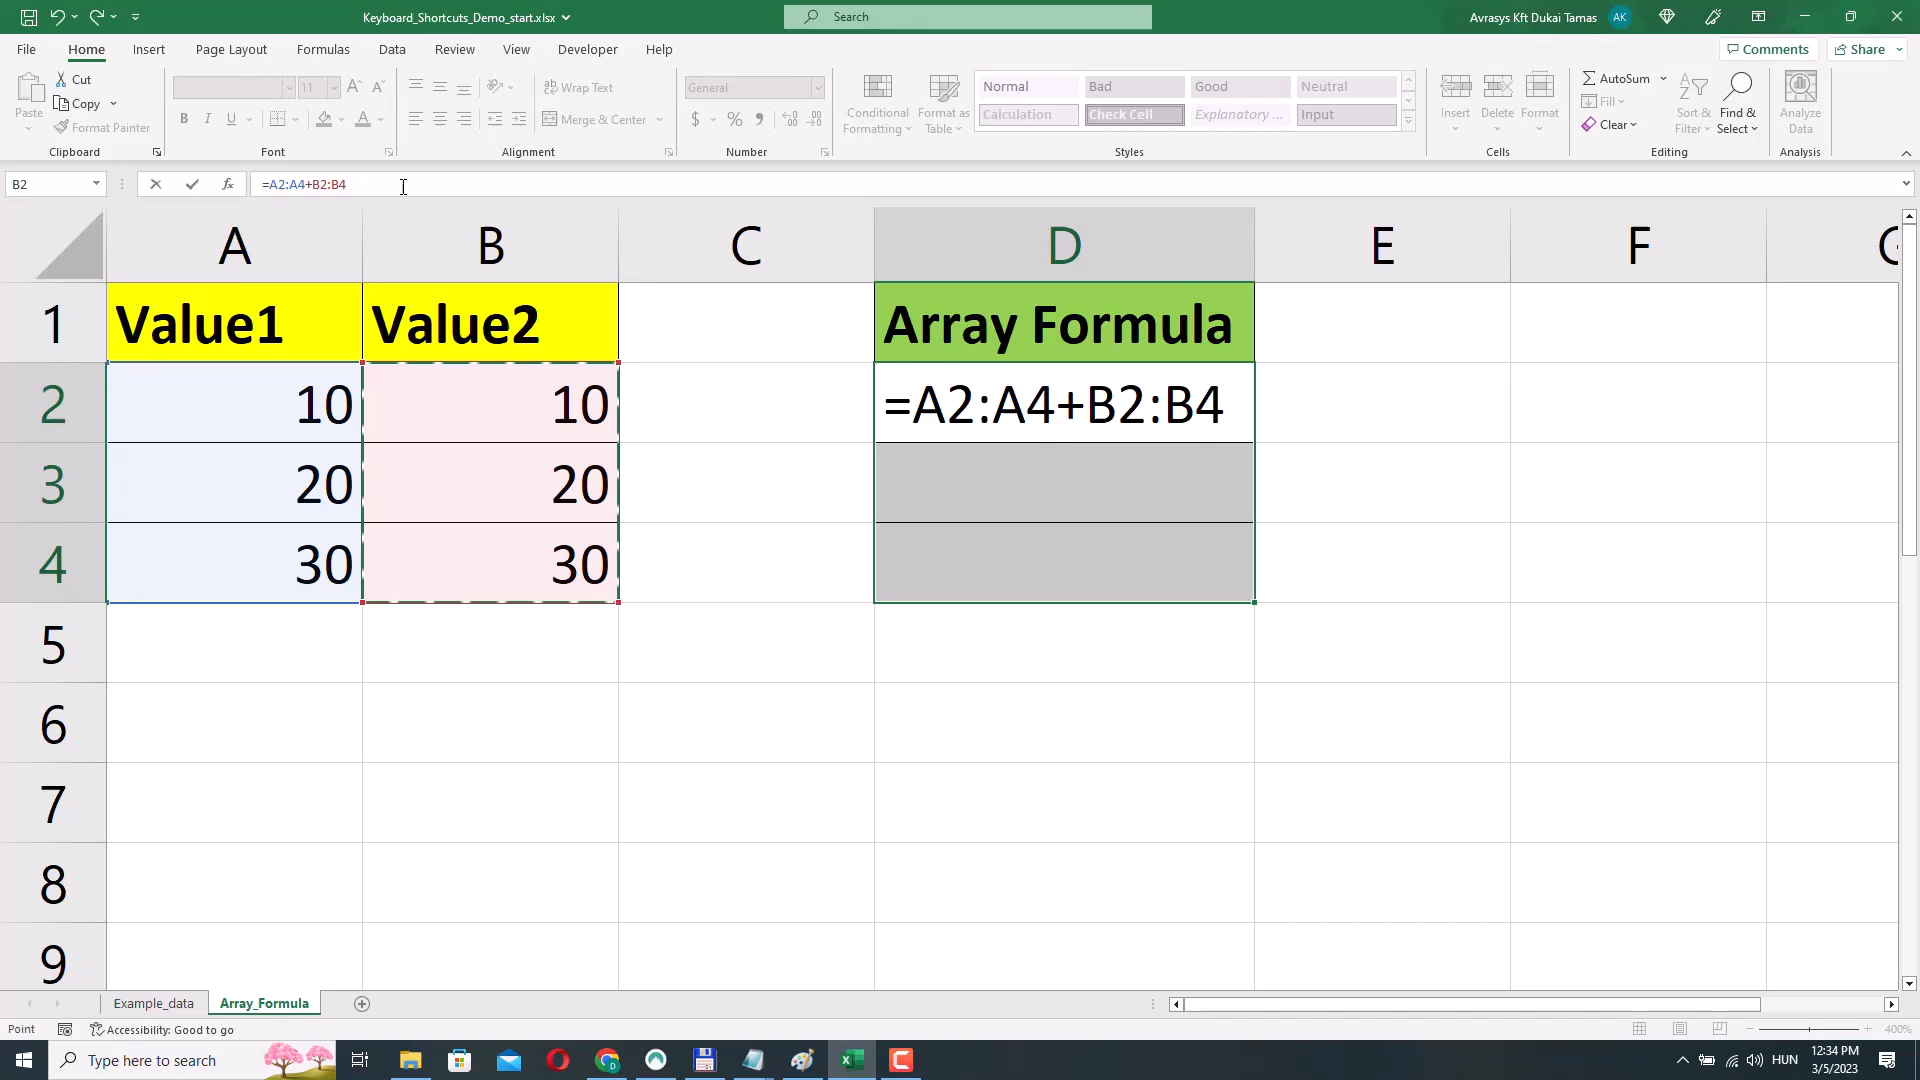 Keyboard_Shortcuts_Demo_start.xlsx
Search
Avrasys Kft Dukai Tamas
AK
File Home Insert Page Layout Formulas Data Review View Developer Help
Comments
Share
Paste
Cut
Copy
Format Painter
Clipboard
11
Font
Wrap Text
Merge & Center
Alignment
General
Number
Conditional Formatting
Format as Table
Normal Bad Good Neutral
Calculation Check Cell Explanatory ... Input
Styles
Insert Delete Format
Cells
AutoSum
Fill
Clear
Sort & Filter
Find & Select
Editing
Analyze Data
Analysis
B2
fx
=A2:A4+B2:B4
A B C D E F
1 Value1 Value2 Array Formula
2 10 10 =A2:A4+B2:B4
3 20 20
4 30 30
5
6
7
8
9
Example_data Array_Formula
Point
Accessibility: Good to go
400%
Type here to search
HUN
12:34 PM
3/5/2023